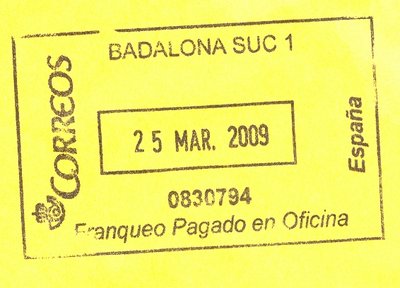 BADALONA SUC 1
CORREOS
25 MAR. 2009
España
0830794
Franqueo Pagado en Oficina